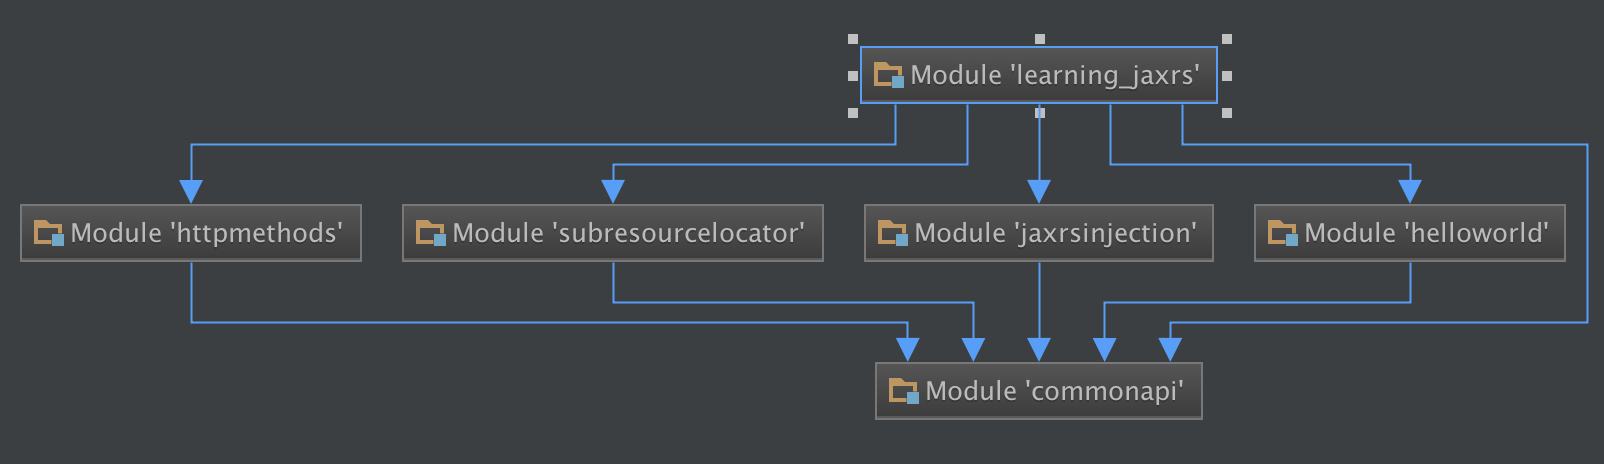 Module 'learning_jaxrs'
Module 'httpmethods'
Module 'subresourcelocator'
Module 'jaxrsinjection'
Module 'helloworld'
Module 'commonapi'